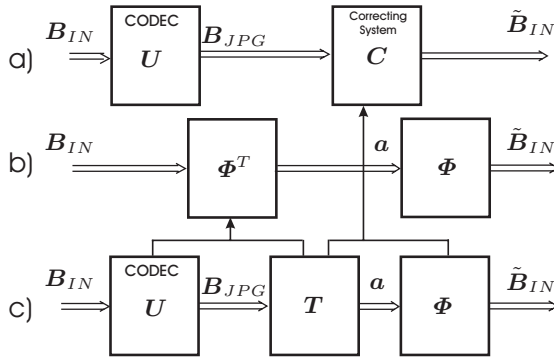 a) B_IN CODEC U B_JPG Correcting System C B̃_IN
b) B_IN Φ^T a Φ B̃_IN
c) B_IN CODEC U B_JPG T a Φ B̃_IN